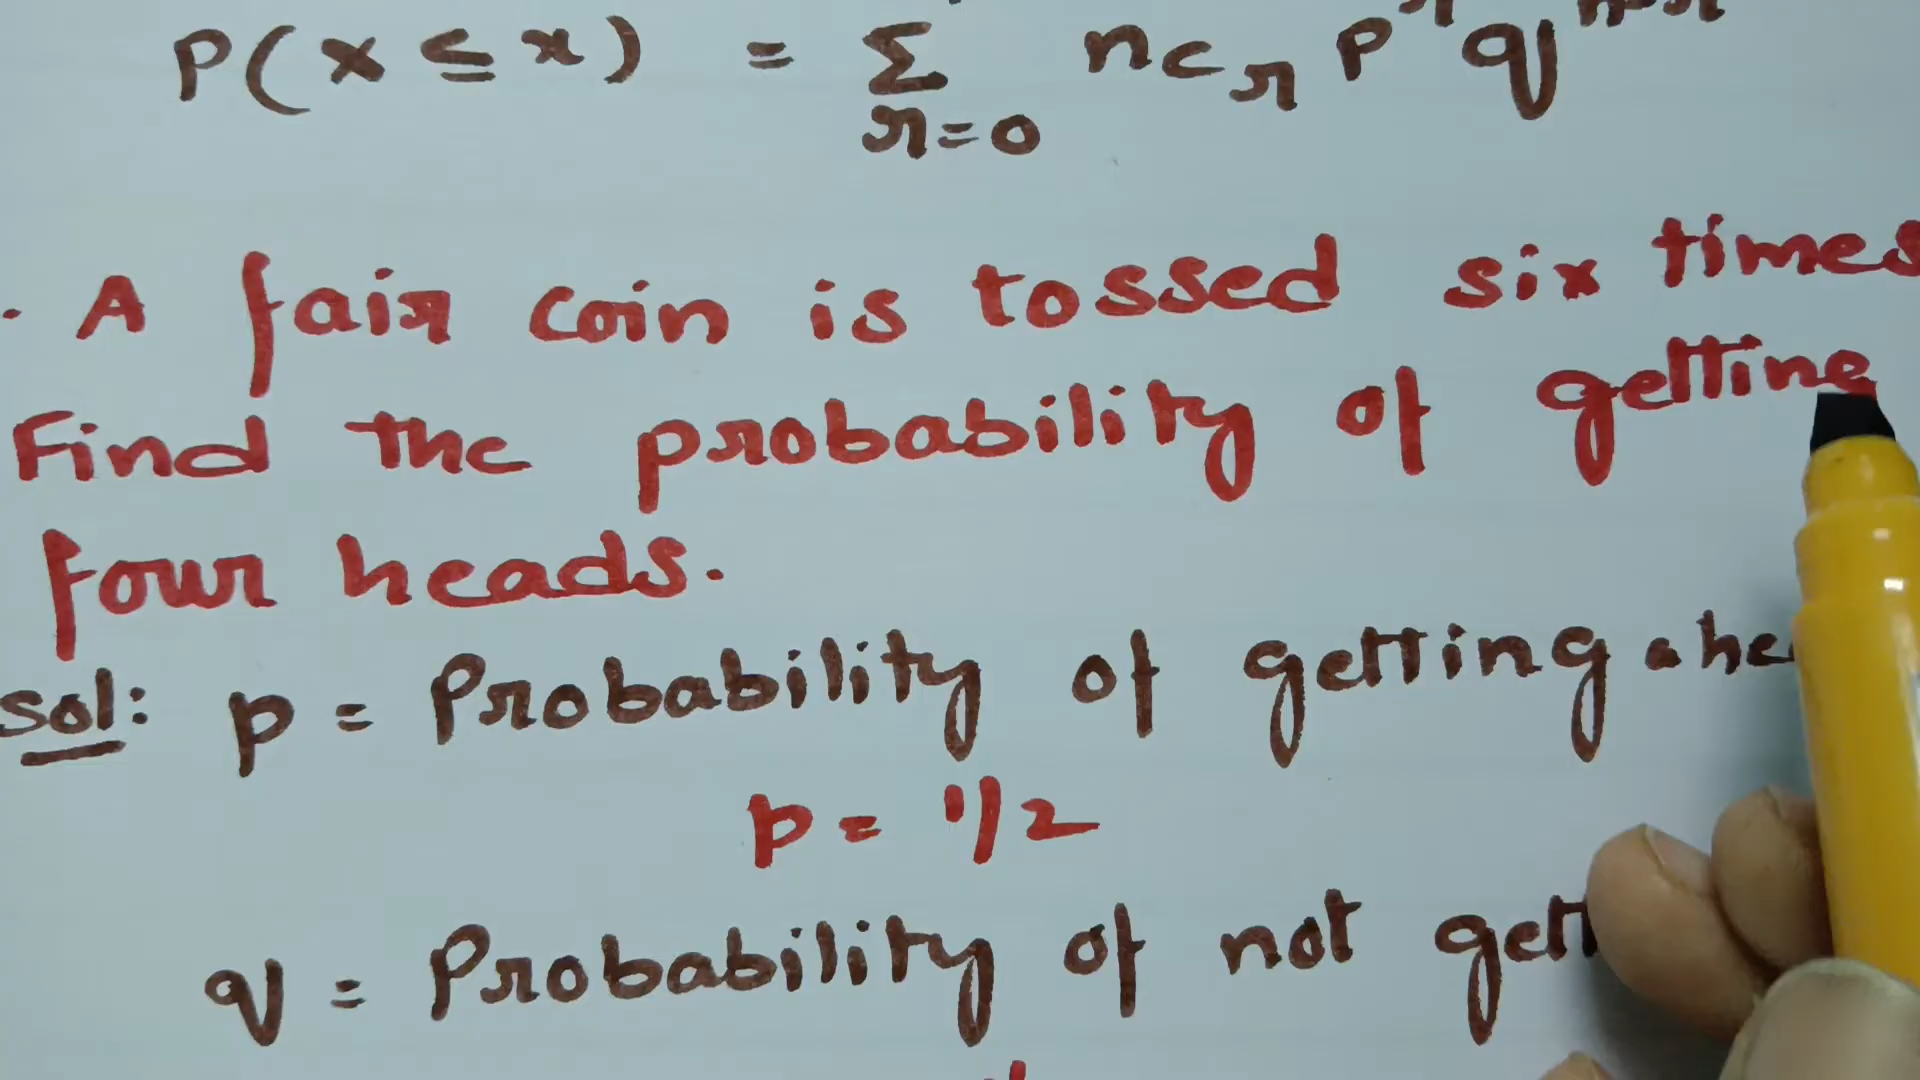 P(x ≤ x) = Σ r=0 nCr p^r q^n-r
. A fair coin is tossed six times
Find the probability of getting
four heads.
Sol: p = Probability of getting a
p = 1/2
q = Probability of not